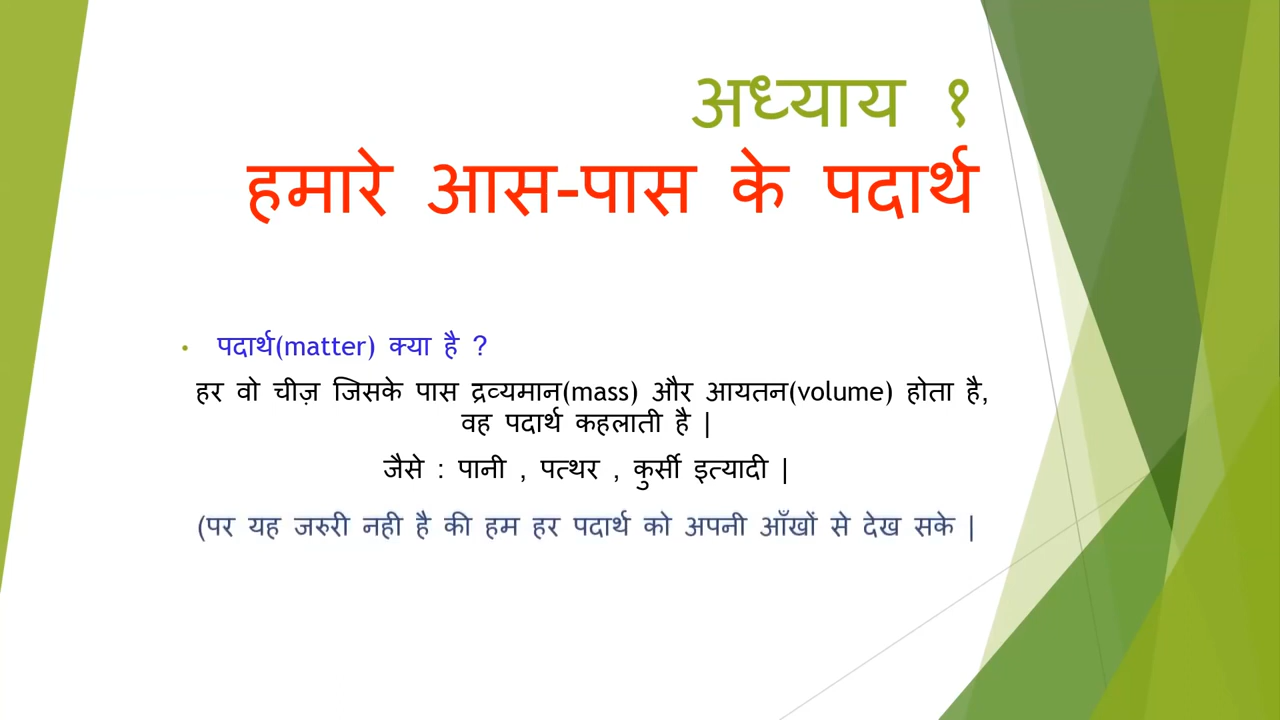 अध्याय १
हमारे आस-पास के पदार्थ
• पदार्थ(matter) क्या है ?
हर वो चीज़ जिसके पास द्रव्यमान(mass) और आयतन(volume) होता है,
वह पदार्थ कहलाती है |
जैसे : पानी , पत्थर , कुर्सी इत्यादी |
(पर यह जरुरी नही है की हम हर पदार्थ को अपनी आँखों से देख सके |